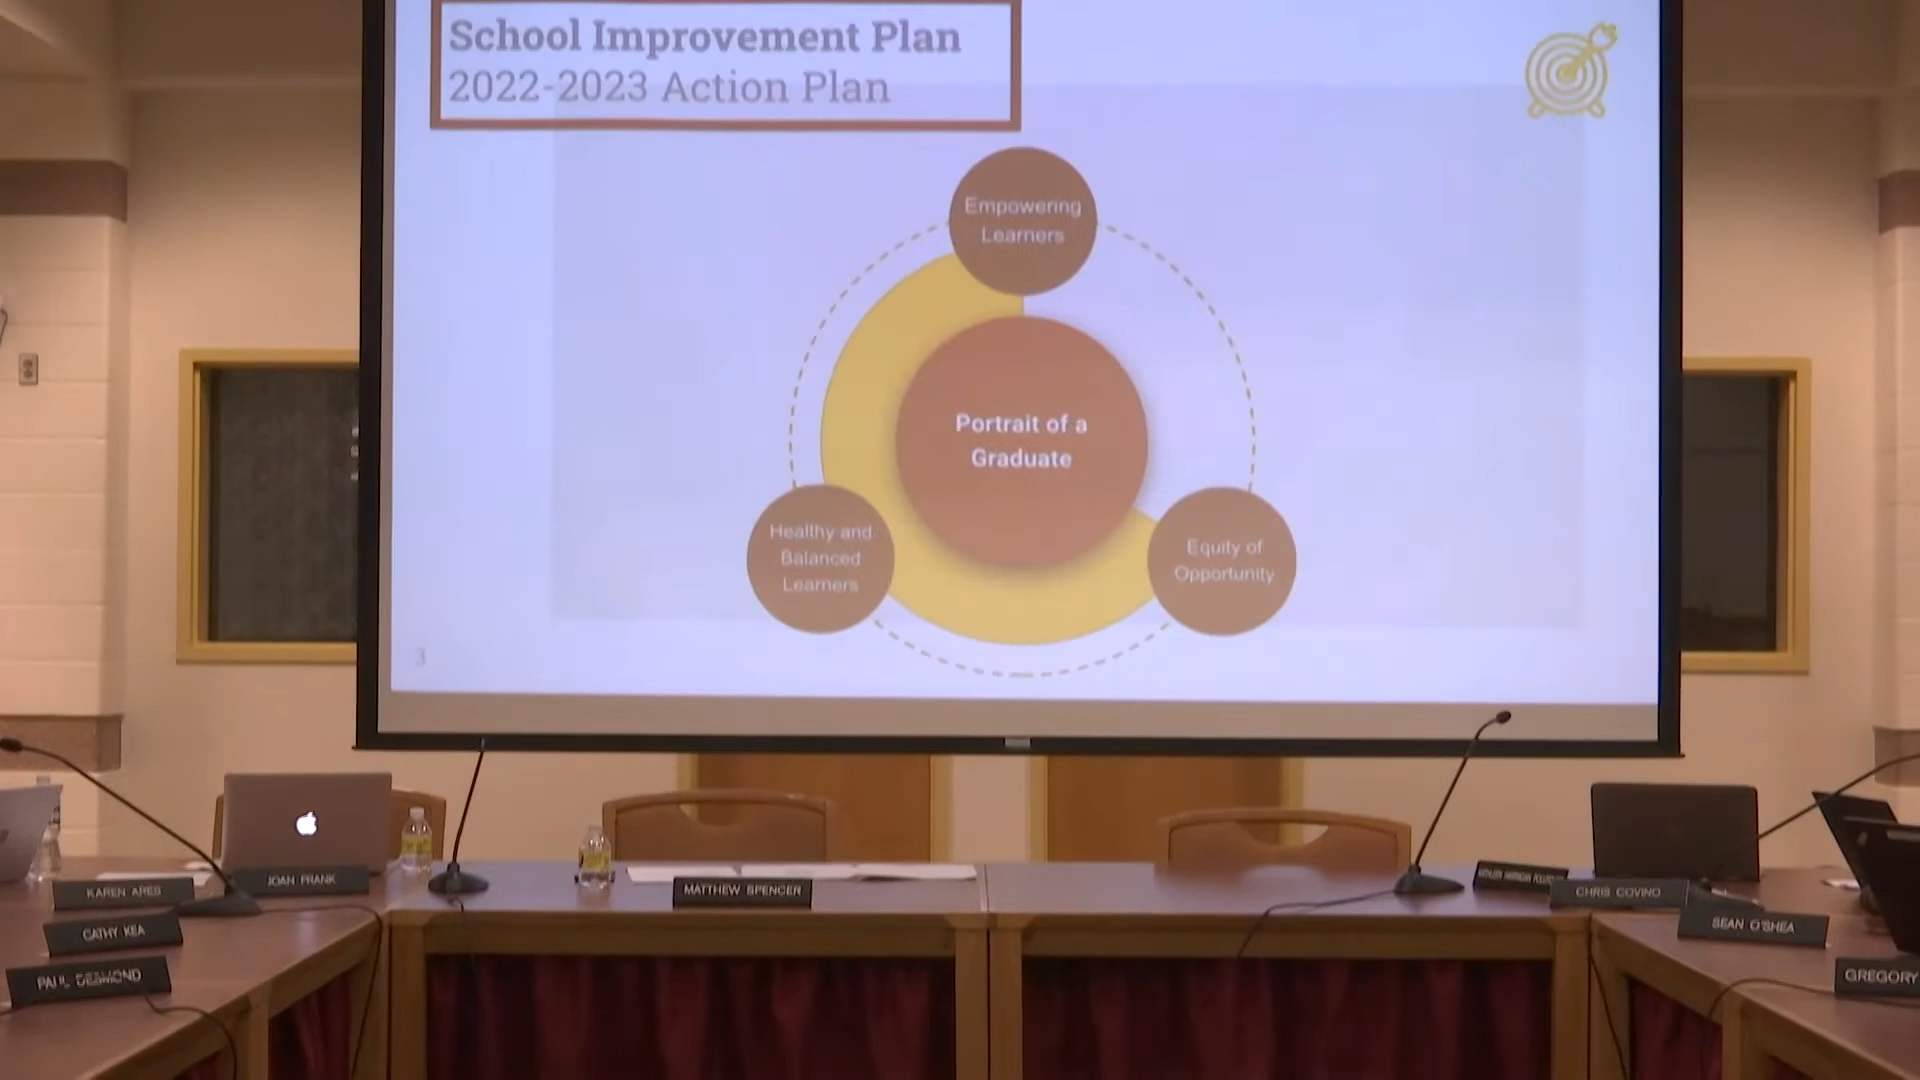 School Improvement Plan
2022-2023 Action Plan
Empowering
Learners
Portrait of a
Graduate
Healthy and
Balanced
Learners
Equity of
Opportunity
3
KAREN ARES
JOAN FRANK
MATTHEW SPENCER
CHRIS COVINO
CATHY KEA
SEAN O'SHEA
PAUL DESMOND
GREGORY